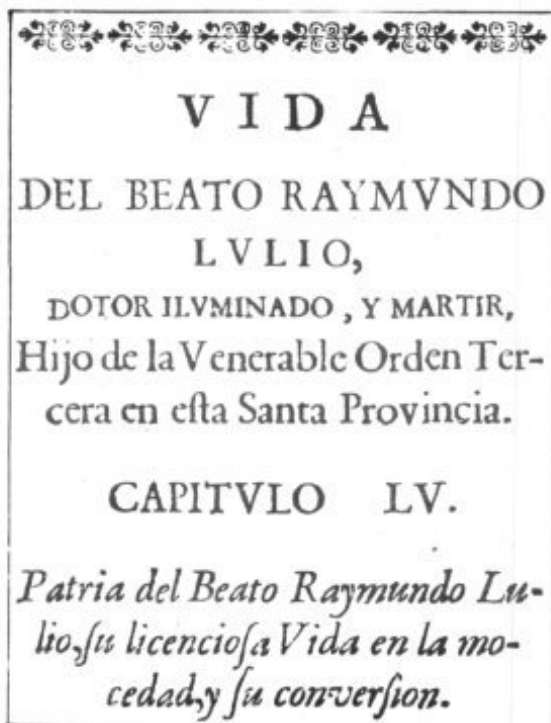 VIDA
DEL BEATO RAYMVNDO
LVLIO,
DOTOR ILVMINADO, Y MARTIR,
Hijo de la Venerable Orden Ter-
cera en eſta Santa Provincia.
CAPITVLO LV.
Patria del Beato Raymundo Lu-
lio, ſu licencioſa Vida en la mo-
cedad, y ſu converſion.